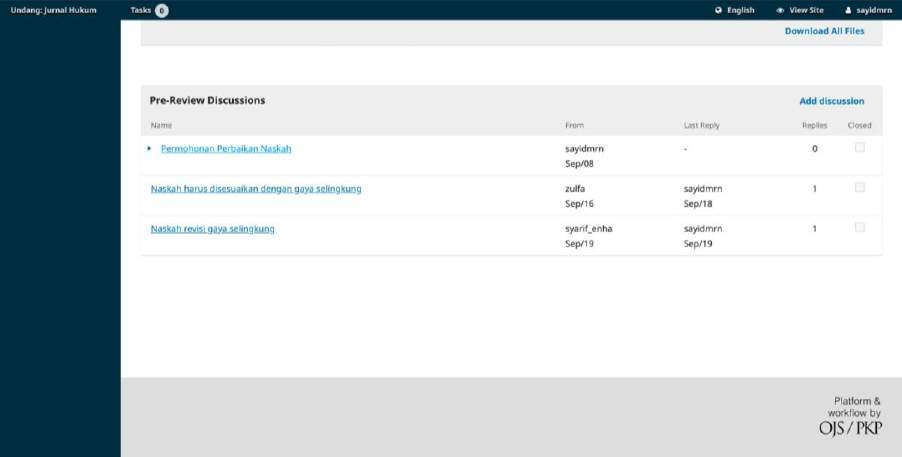 Undang: Jurnal Hukum Tasks 0 English View Site sayidmrn
Download All Files
Pre-Review Discussions Add discussion
Name From Last Reply Replies Closed
Permohonan Perbaikan Naskah sayidmrn - 0
Sep/08
Naskah harus disesuaikan dengan gaya selingkung zulfa sayidmrn 1
Sep/16 Sep/18
Naskah revisi gaya selingkung syarif_enha sayidmrn 1
Sep/19 Sep/19
Platform &
workflow by
OJS / PKP